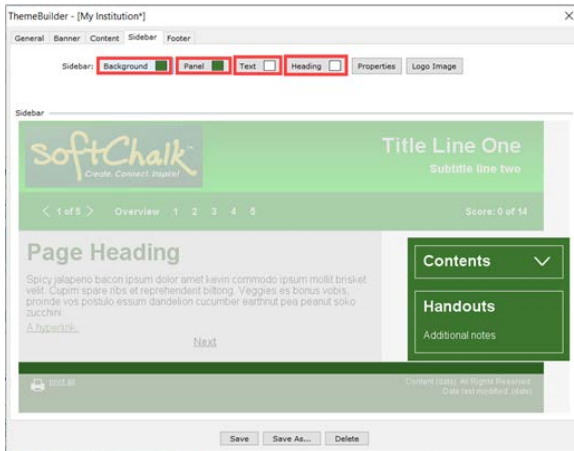 ThemeBuilder - [My Institution*]
General Banner Content Sidebar Footer
Sidebar: Background Panel Text Heading Properties Logo Image
Sidebar
SoftChalk
Create. Connect. Inspire!
Title Line One
Subtitle line two
< 1 of 5 > Overview 1 2 3 4 5 Score: 0 of 14
Page Heading
Spicy jalapeno bacon ipsum dolor amet kevin commodo ipsum mollit brisket
velit. Cupim spare ribs et reprehenderit biltong. Veggies es bonus vobis,
proinde vos postulo essum dandelion cucumber earthnut pea peanut soko
zucchini.
A hyperlink.
Next
Contents
Handouts
Additional notes
print all
Content {date}. All Rights Reserved.
Date last modified: {date}
Save Save As... Delete